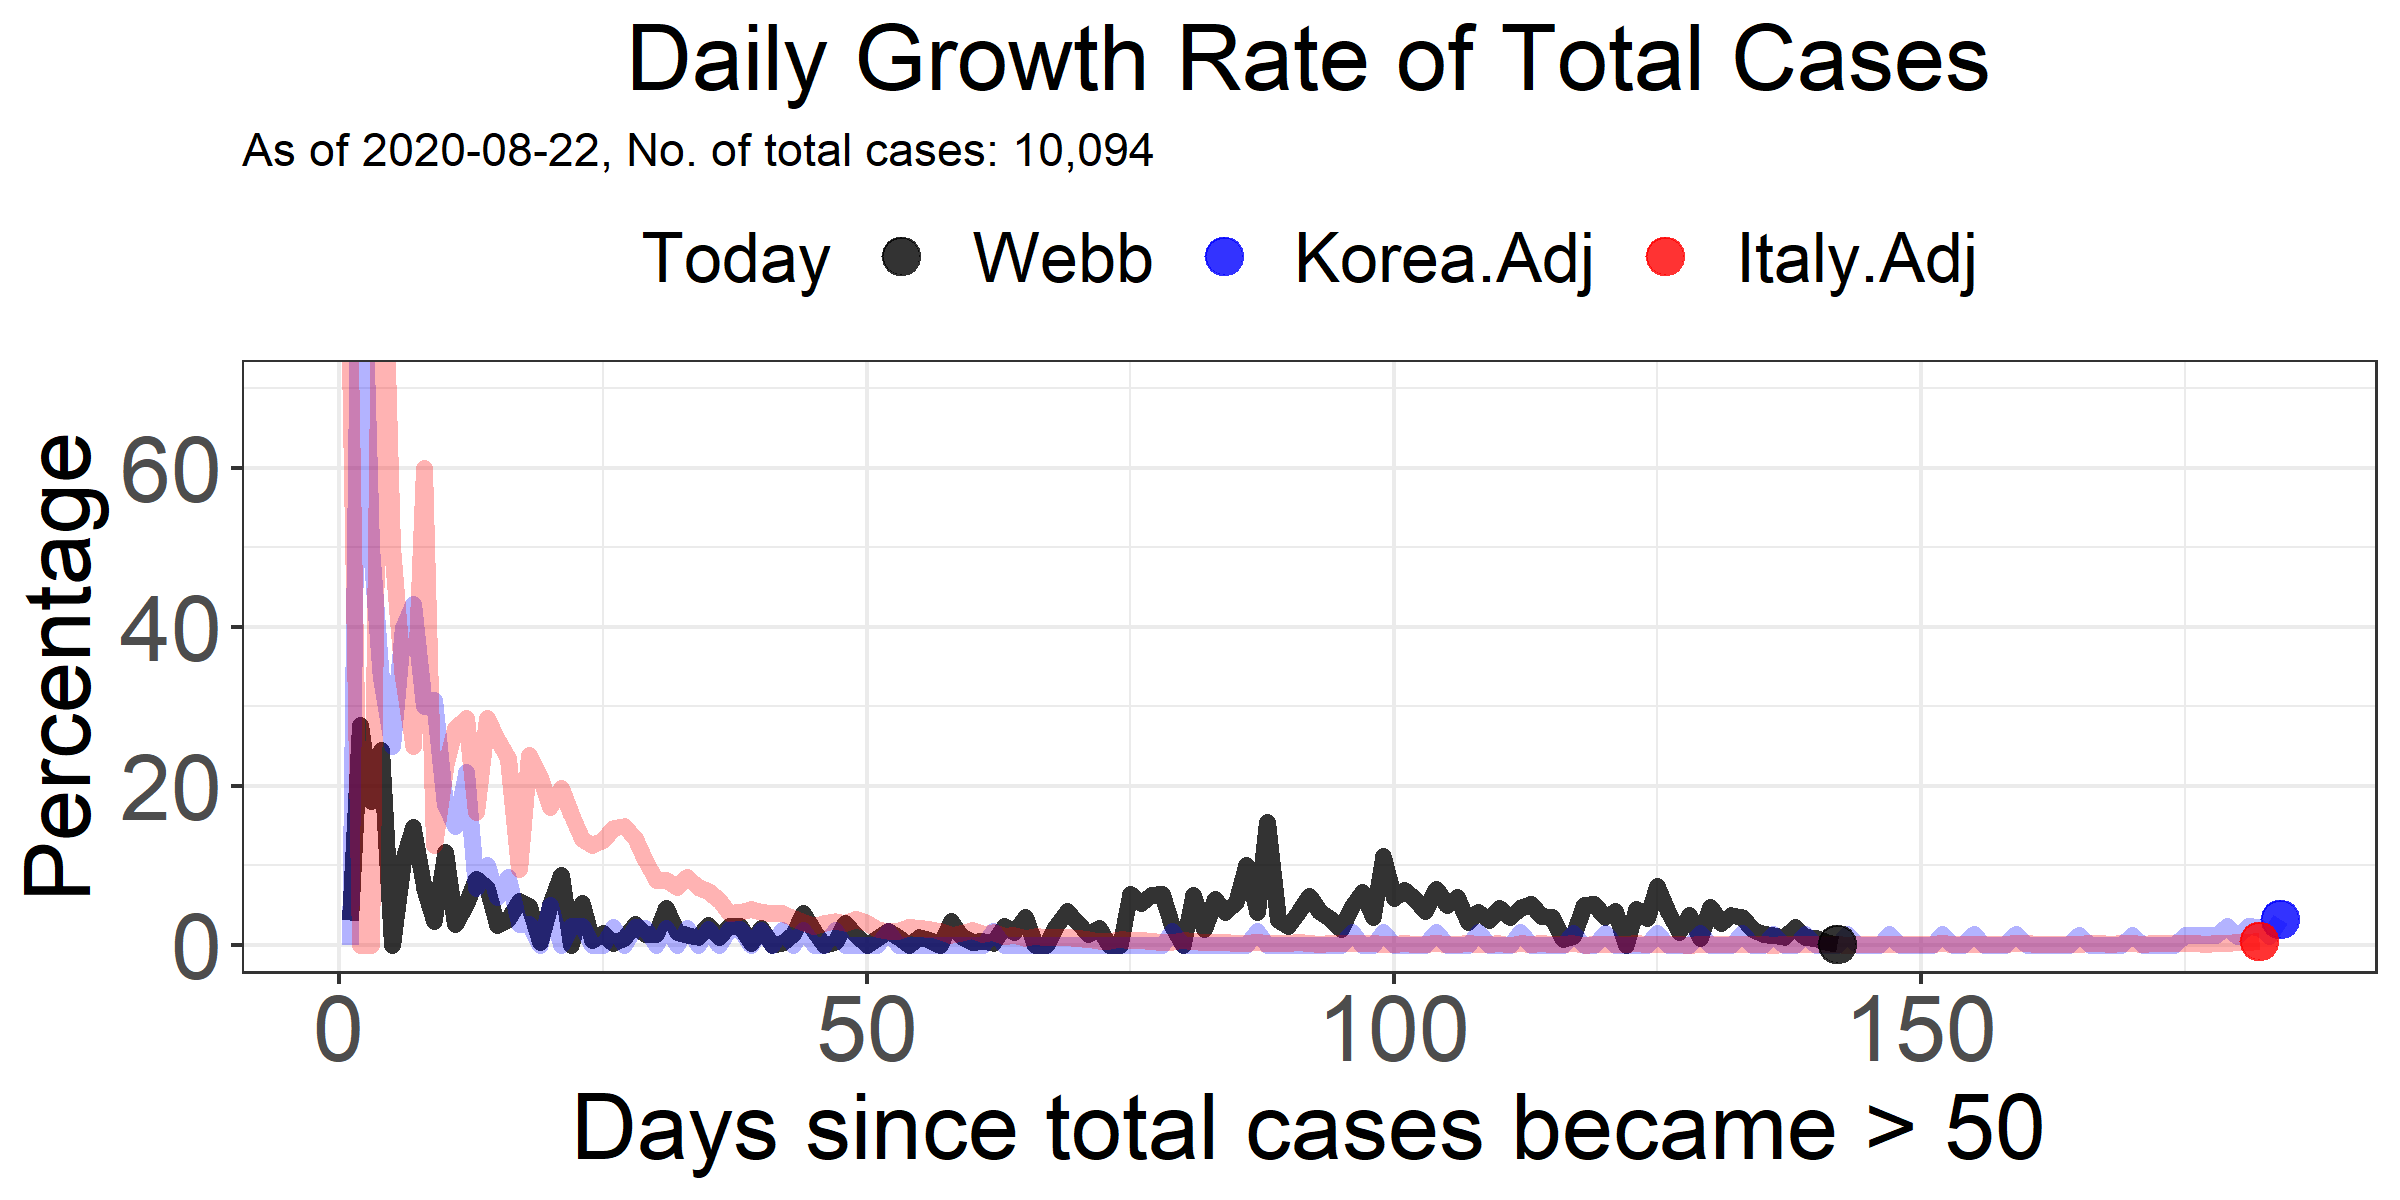 Daily Growth Rate of Total Cases
As of 2020-08-22, No. of total cases: 10,094
Today Webb Korea.Adj Italy.Adj
Percentage
60
40
20
0
0 50 100 150
Days since total cases became > 50